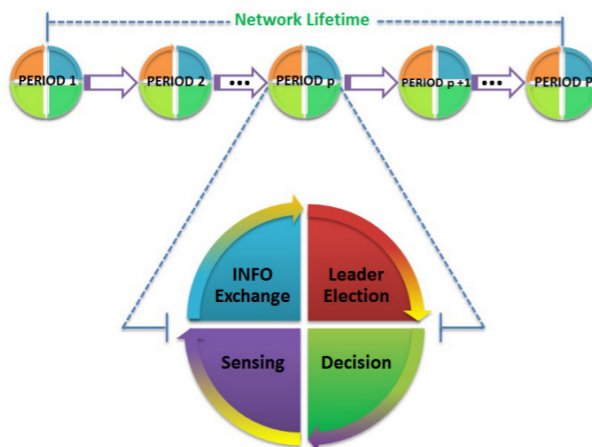 Network Lifetime
PERIOD 1
PERIOD 2
...
PERIOD p
PERIOD p+1
...
PERIOD P
INFO
Exchange
Leader
Election
Sensing
Decision